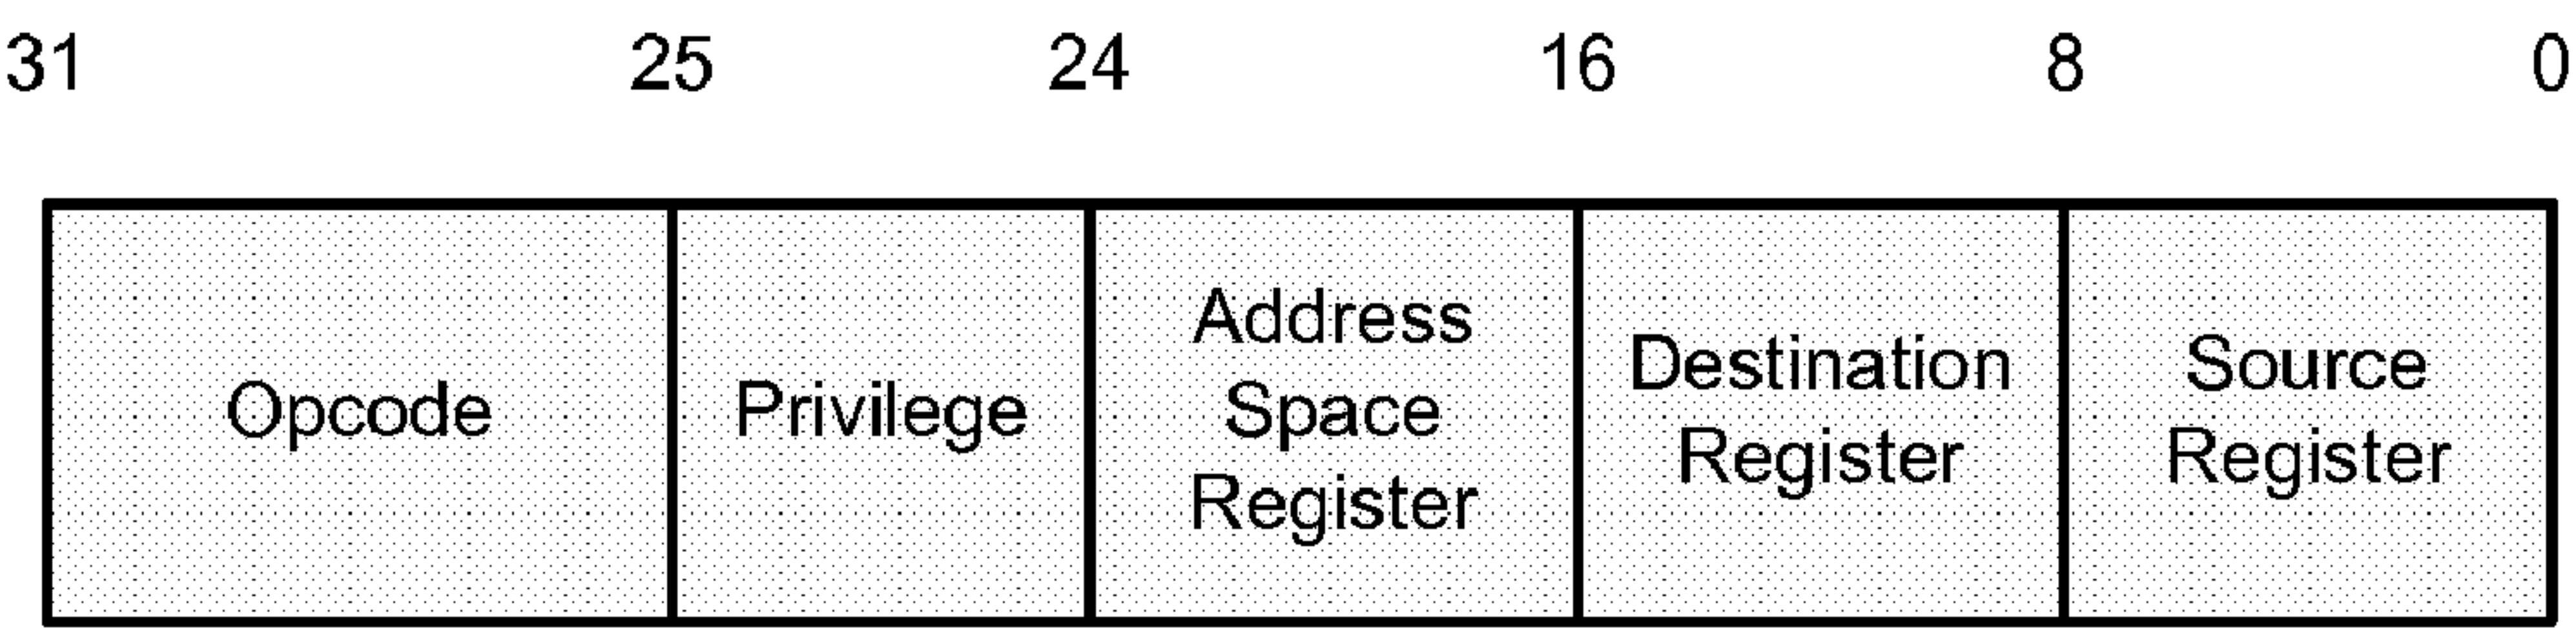 31 25 24 16 8 0
Opcode
Privilege
Address
Space
Register
Destination
Register
Source
Register